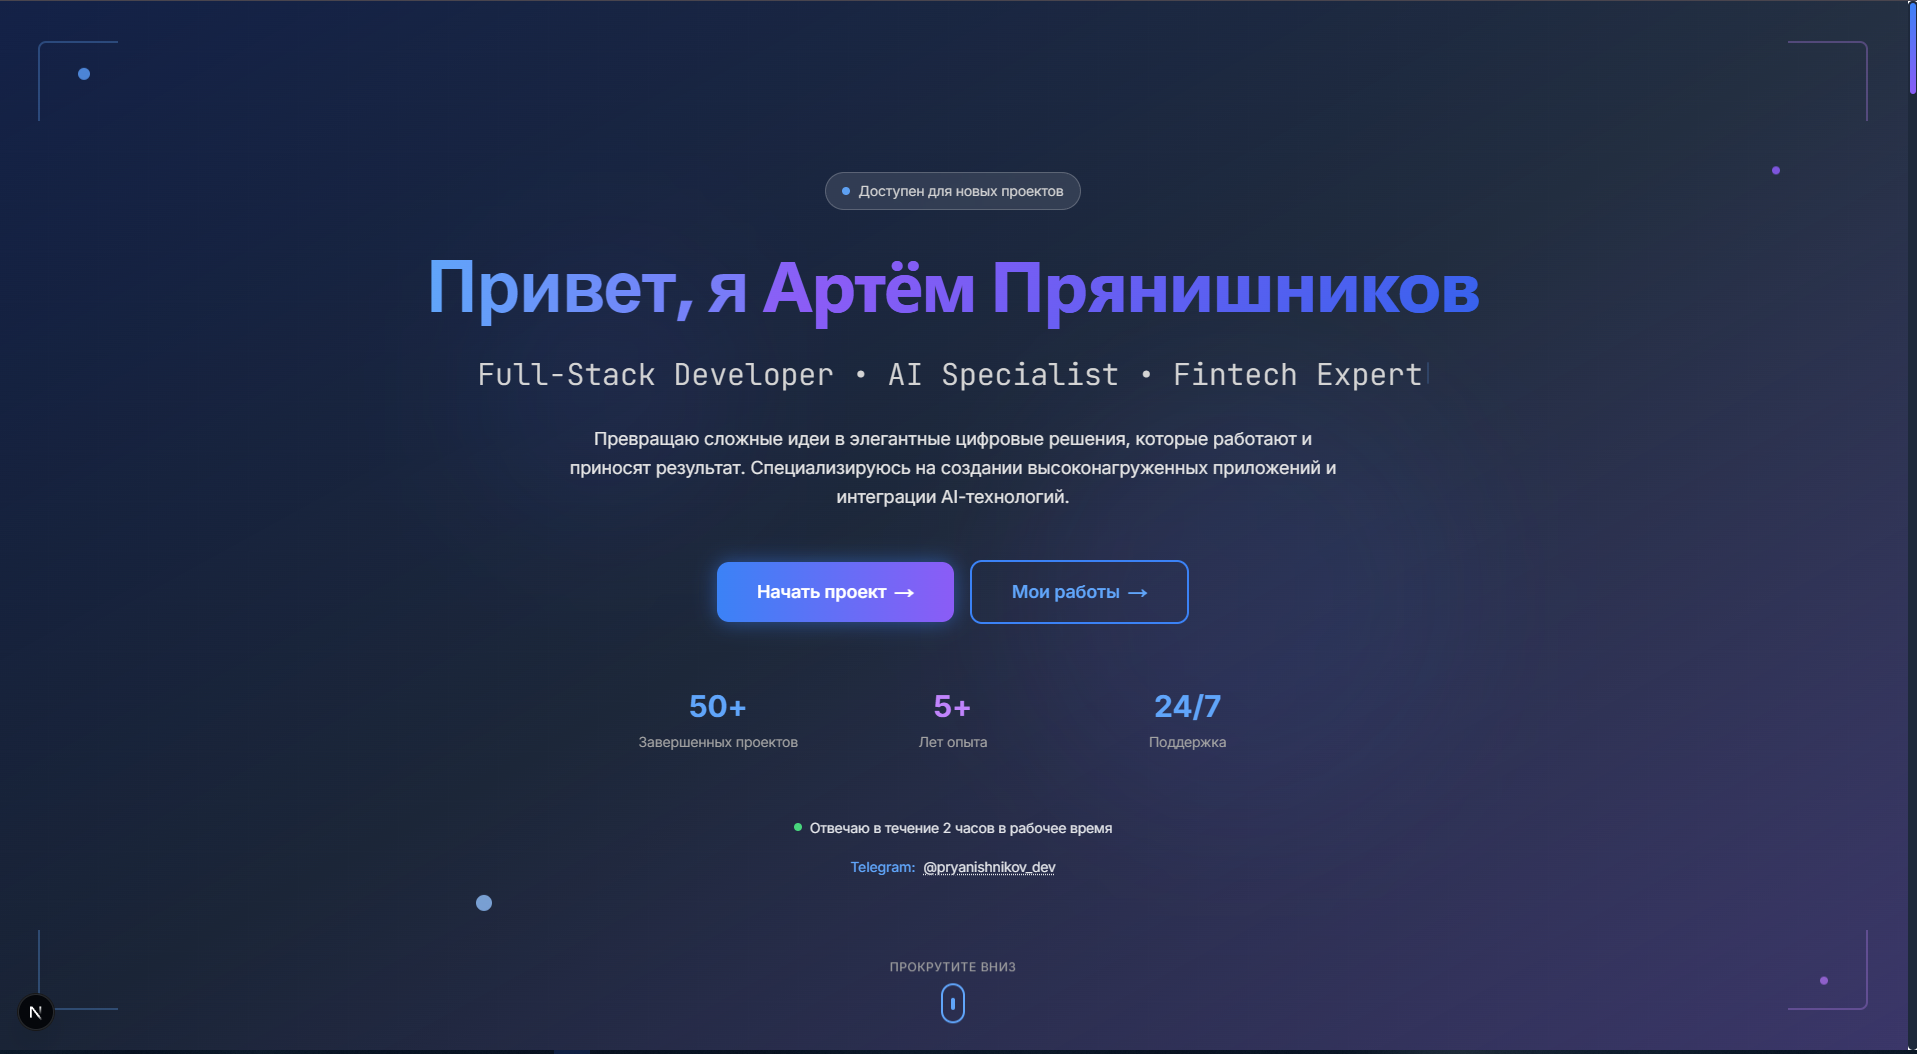 Доступен для новых проектов
Привет, я Артём Прянишников
Full-Stack Developer • AI Specialist • Fintech Expert
Превращаю сложные идеи в элегантные цифровые решения, которые работают и
приносят результат. Специализируюсь на создании высоконагруженных приложений и
интеграции AI-технологий.
Начать проект →
Мои работы →
50+
Завершенных проектов
5+
Лет опыта
24/7
Поддержка
Отвечаю в течение 2 часов в рабочее время
Telegram: @pryanishnikov_dev
ПРОКРУТИТЕ ВНИЗ
N